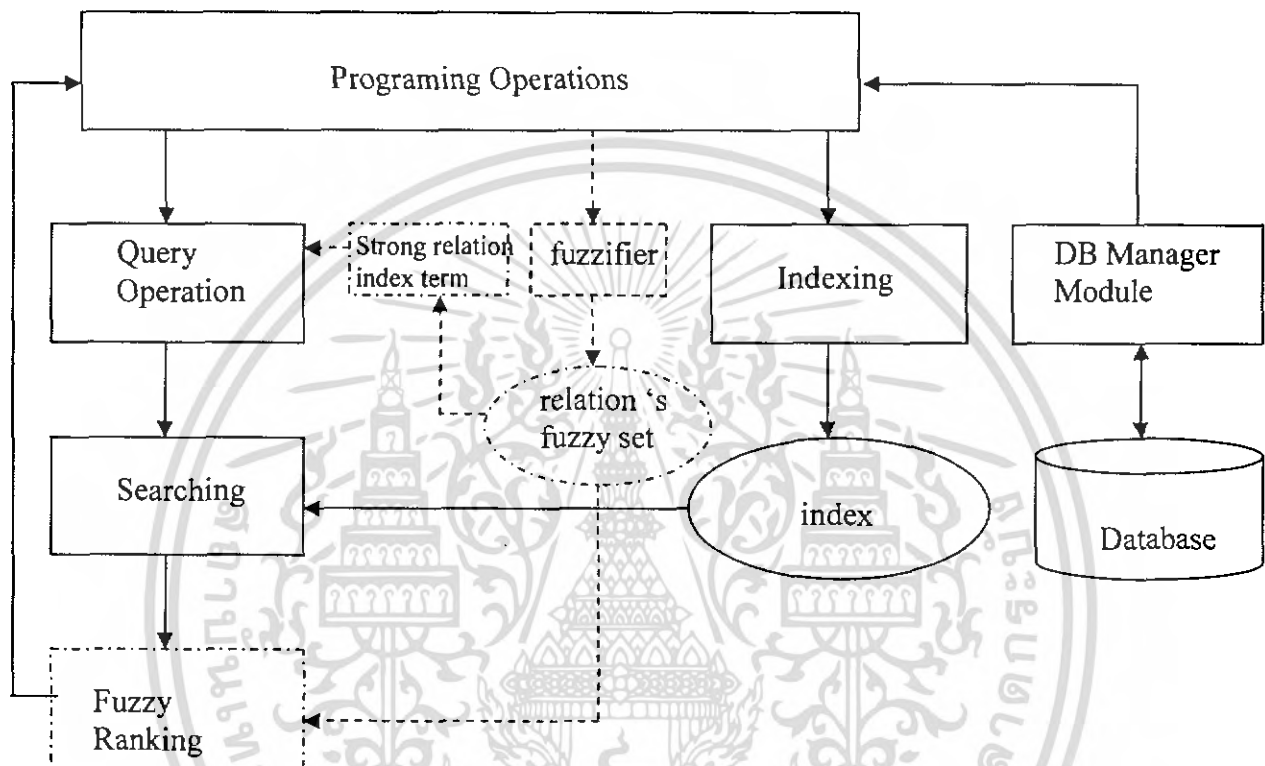 Programing Operations
Query
Operation
Strong relation
index term
fuzzifier
Indexing
DB Manager
Module
relation 's
fuzzy set
Searching
index
Database
Fuzzy
Ranking